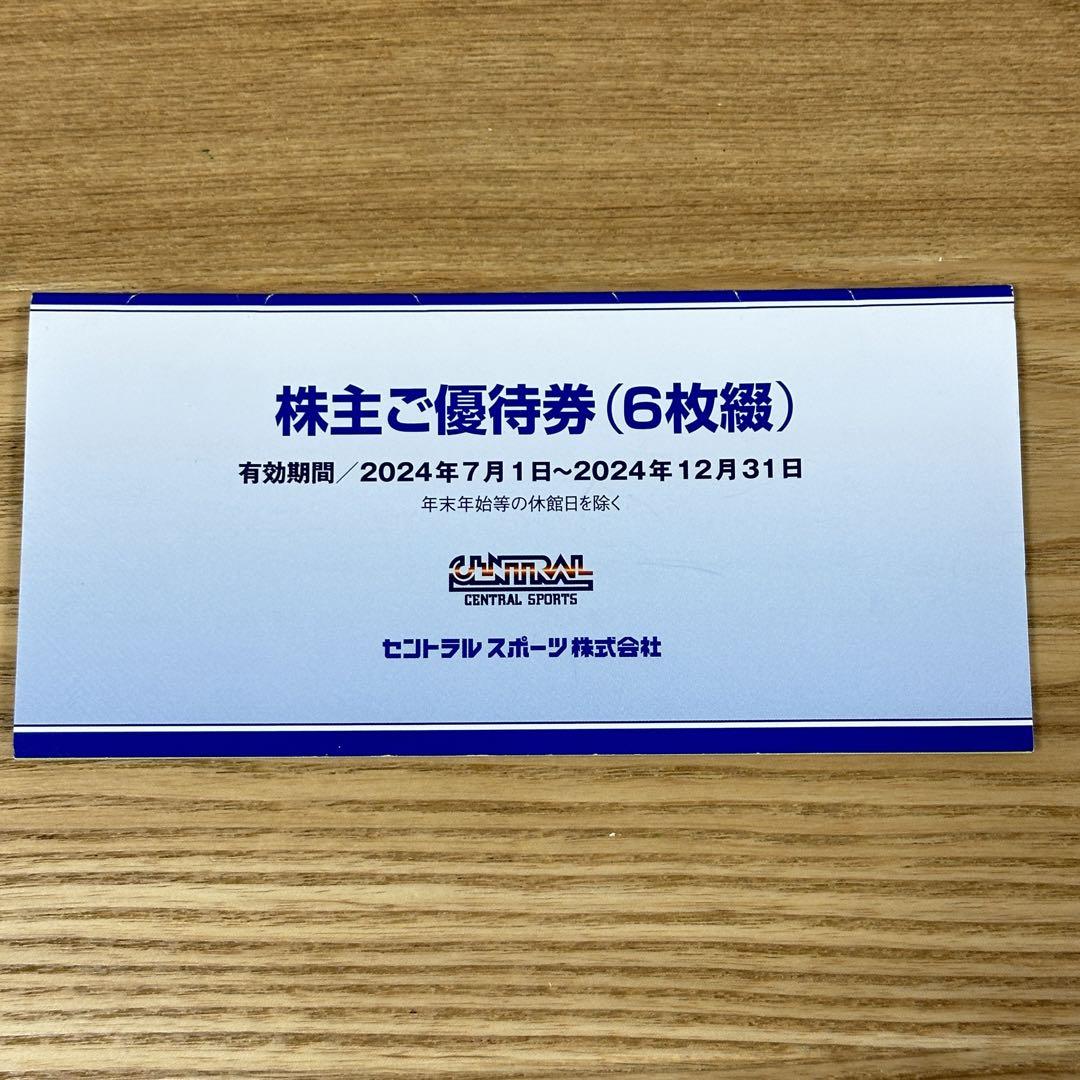 株主ご優待券(6枚綴)
有効期間／2024年7月1日～2024年12月31日
年末年始等の休館日を除く
CENTRAL
CENTRAL SPORTS
セントラルスポーツ株式会社